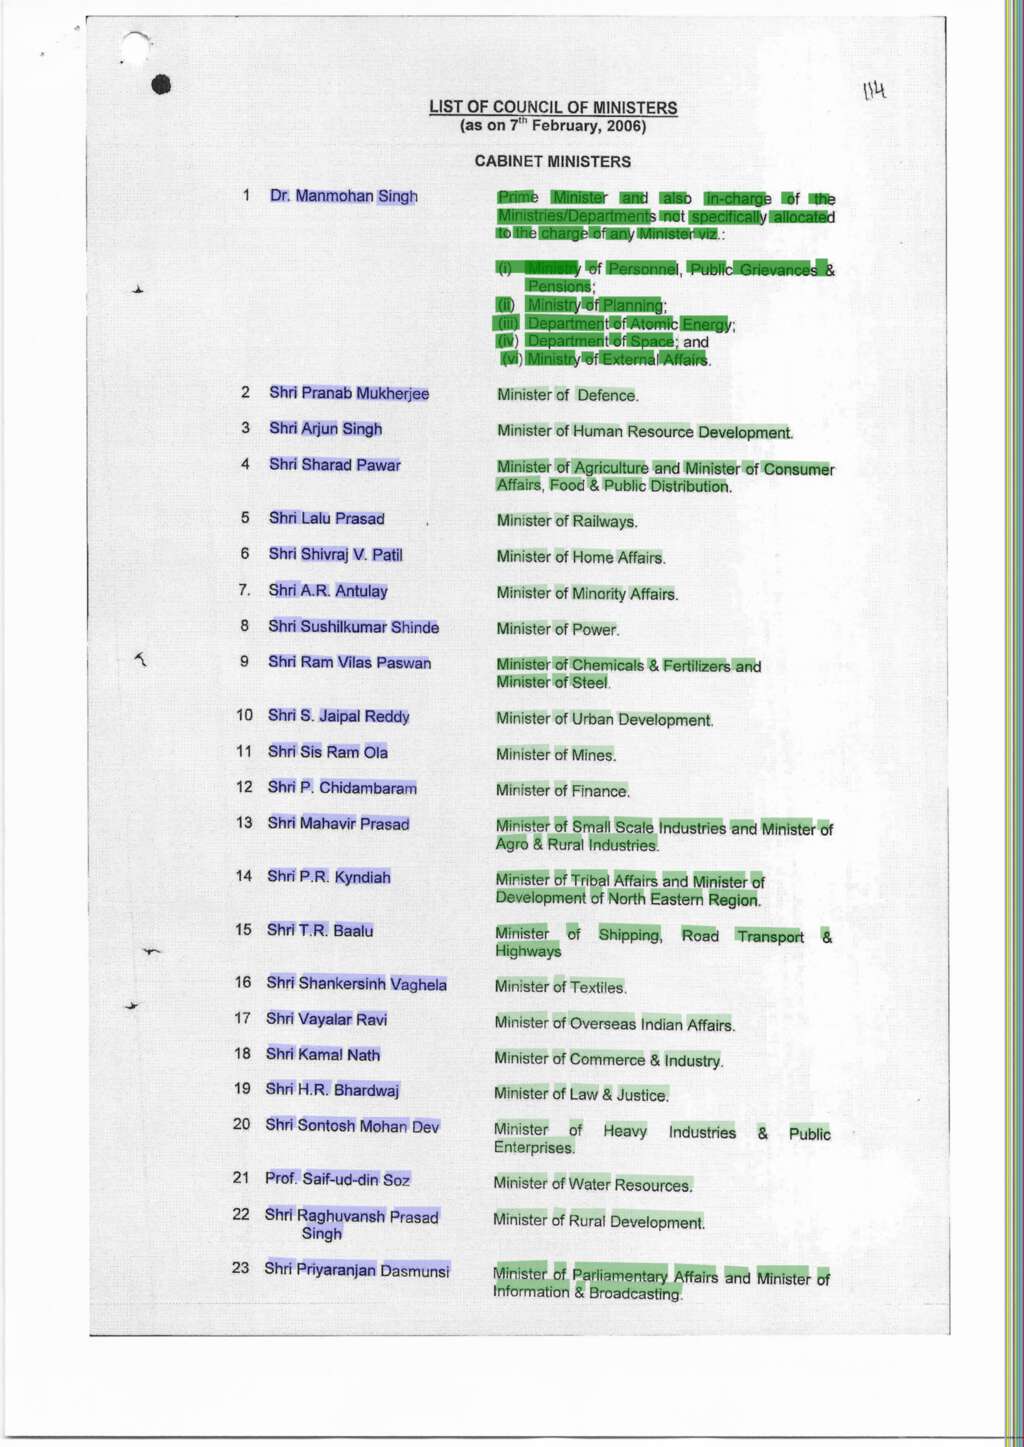 114
LIST OF COUNCIL OF MINISTERS
(as on 7th February, 2006)
CABINET MINISTERS
1 Dr. Manmohan Singh Prime Minister and also in-charge of the
Ministries/Departments not specifically allocated
to the charge of any Minister viz.:
(i) Ministry of Personnel, Public Grievances &
Pensions;
(ii) Ministry of Planning;
(iii) Department of Atomic Energy;
(iv) Department of Space; and
(vi) Ministry of External Affairs.
2 Shri Pranab Mukherjee Minister of Defence.
3 Shri Arjun Singh Minister of Human Resource Development.
4 Shri Sharad Pawar Minister of Agriculture and Minister of Consumer
Affairs, Food & Public Distribution.
5 Shri Lalu Prasad Minister of Railways.
6 Shri Shivraj V. Patil Minister of Home Affairs.
7. Shri A.R. Antulay Minister of Minority Affairs.
8 Shri Sushilkumar Shinde Minister of Power.
9 Shri Ram Vilas Paswan Minister of Chemicals & Fertilizers and
Minister of Steel.
10 Shri S. Jaipal Reddy Minister of Urban Development.
11 Shri Sis Ram Ola Minister of Mines.
12 Shri P. Chidambaram Minister of Finance.
13 Shri Mahavir Prasad Minister of Small Scale Industries and Minister of
Agro & Rural Industries.
14 Shri P.R. Kyndiah Minister of Tribal Affairs and Minister of
Development of North Eastern Region.
15 Shri T.R. Baalu Minister of Shipping, Road Transport &
Highways
16 Shri Shankersinh Vaghela Minister of Textiles.
17 Shri Vayalar Ravi Minister of Overseas Indian Affairs.
18 Shri Kamal Nath Minister of Commerce & Industry.
19 Shri H.R. Bhardwaj Minister of Law & Justice.
20 Shri Sontosh Mohan Dev Minister of Heavy Industries & Public
Enterprises.
21 Prof. Saif-ud-din Soz Minister of Water Resources.
22 Shri Raghuvansh Prasad Minister of Rural Development.
Singh
23 Shri Priyaranjan Dasmunsi Minister of Parliamentary Affairs and Minister of
Information & Broadcasting.